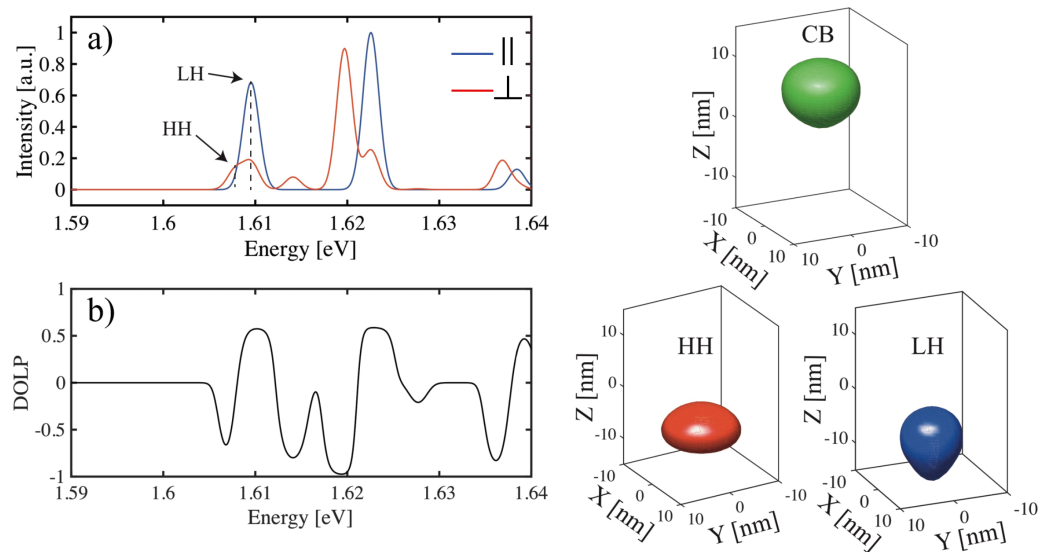 a)
Intensity [a.u.]
1
0.8
0.6
0.4
0.2
0
LH
HH
||
⊥
1.59
1.6
1.61
1.62
1.63
1.64
Energy [eV]
b)
DOLP
1
0.5
0
-0.5
-1
1.59
1.6
1.61
1.62
1.63
1.64
Energy [eV]
CB
Z [nm]
10
0
-10
X [nm]
-10
0
10
Y [nm]
10
0
-10
HH
Z [nm]
10
0
-10
X [nm]
-10
0
10
Y [nm]
10
0
-10
LH
Z [nm]
10
0
-10
X [nm]
-10
0
10
Y [nm]
10
0
-10